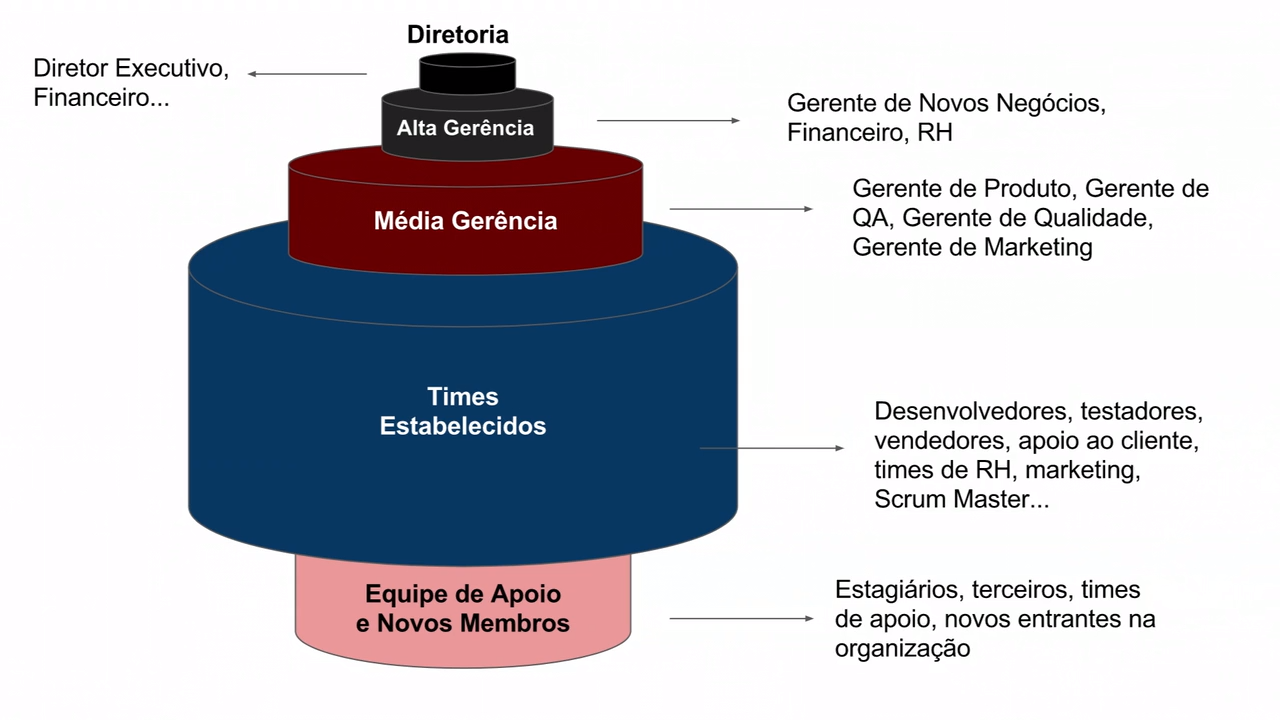 Diretoria
Diretor Executivo,
Financeiro...
Alta Gerência
Gerente de Novos Negócios,
Financeiro, RH
Média Gerência
Gerente de Produto, Gerente de
QA, Gerente de Qualidade,
Gerente de Marketing
Times
Estabelecidos
Desenvolvedores, testadores,
vendedores, apoio ao cliente,
times de RH, marketing,
Scrum Master...
Equipe de Apoio
e Novos Membros
Estagiários, terceiros, times
de apoio, novos entrantes na
organização